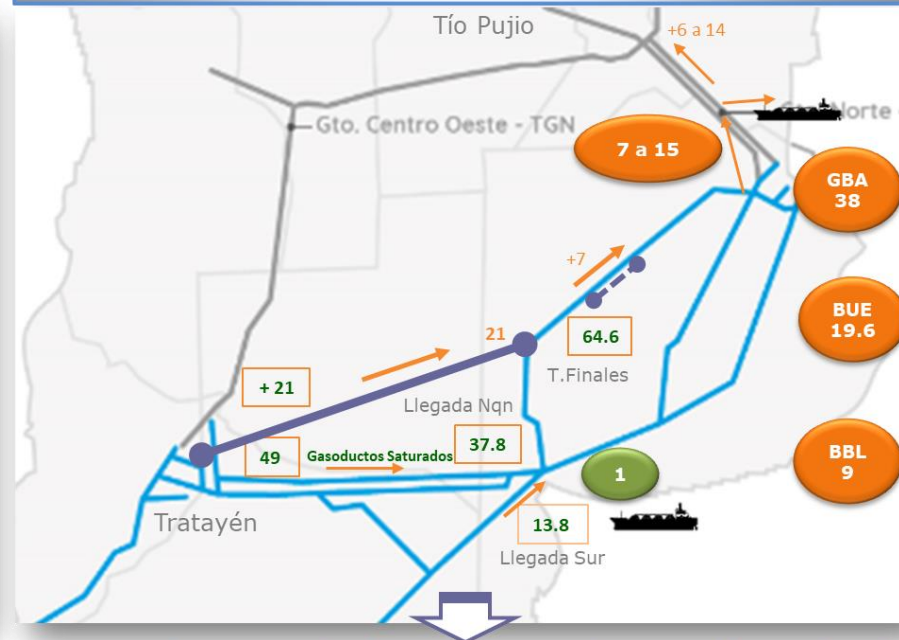 Tío Pujio
+6 a 14
Gto. Centro Oeste - TGN
Norte
7 a 15
GBA
38
+7
BUE
19.6
21
64.6
T.Finales
+ 21
Llegada Nqn
49
Gasoductos Saturados
37.8
BBL
9
1
Tratayén
13.8
Llegada Sur